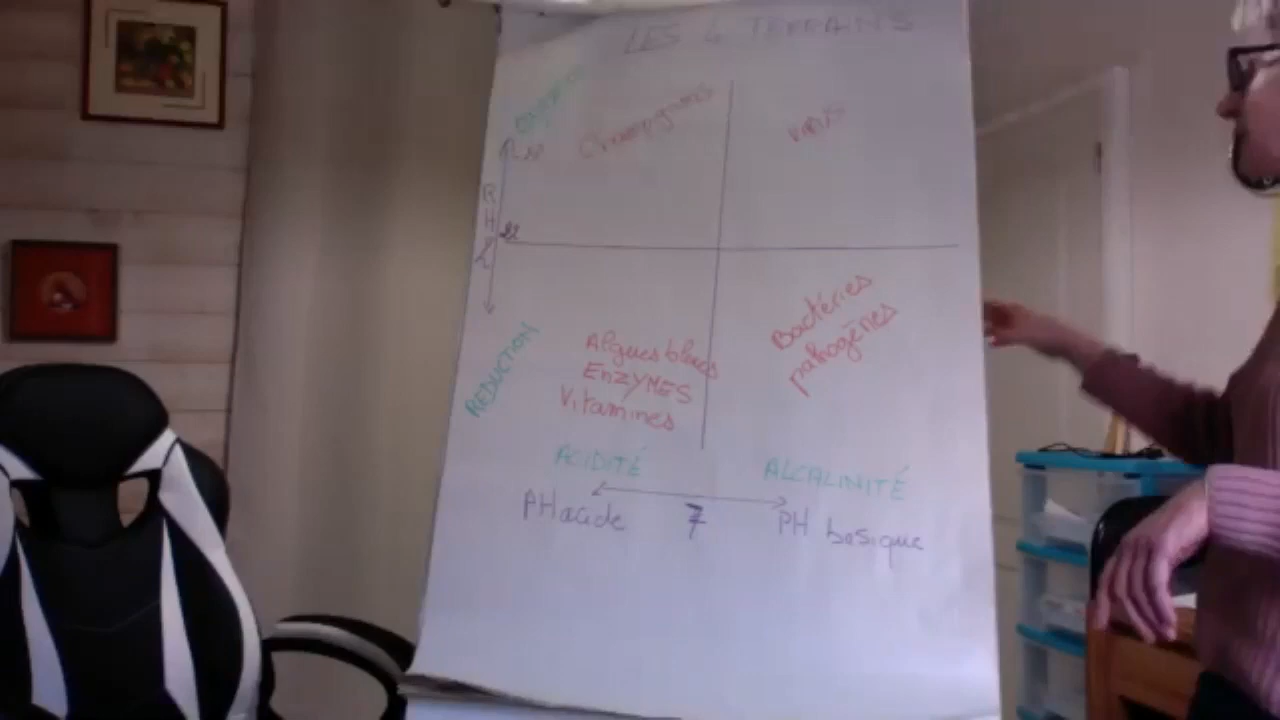 LES 4 TERRAINS
OXYDATION
Champignons
Virus
RH2
22
Bactéries
pathogènes
REDUCTION
Algues bleues
ENZYMES
Vitamines
ACIDITÉ
ALCALINITÉ
PH acide
7
PH basique